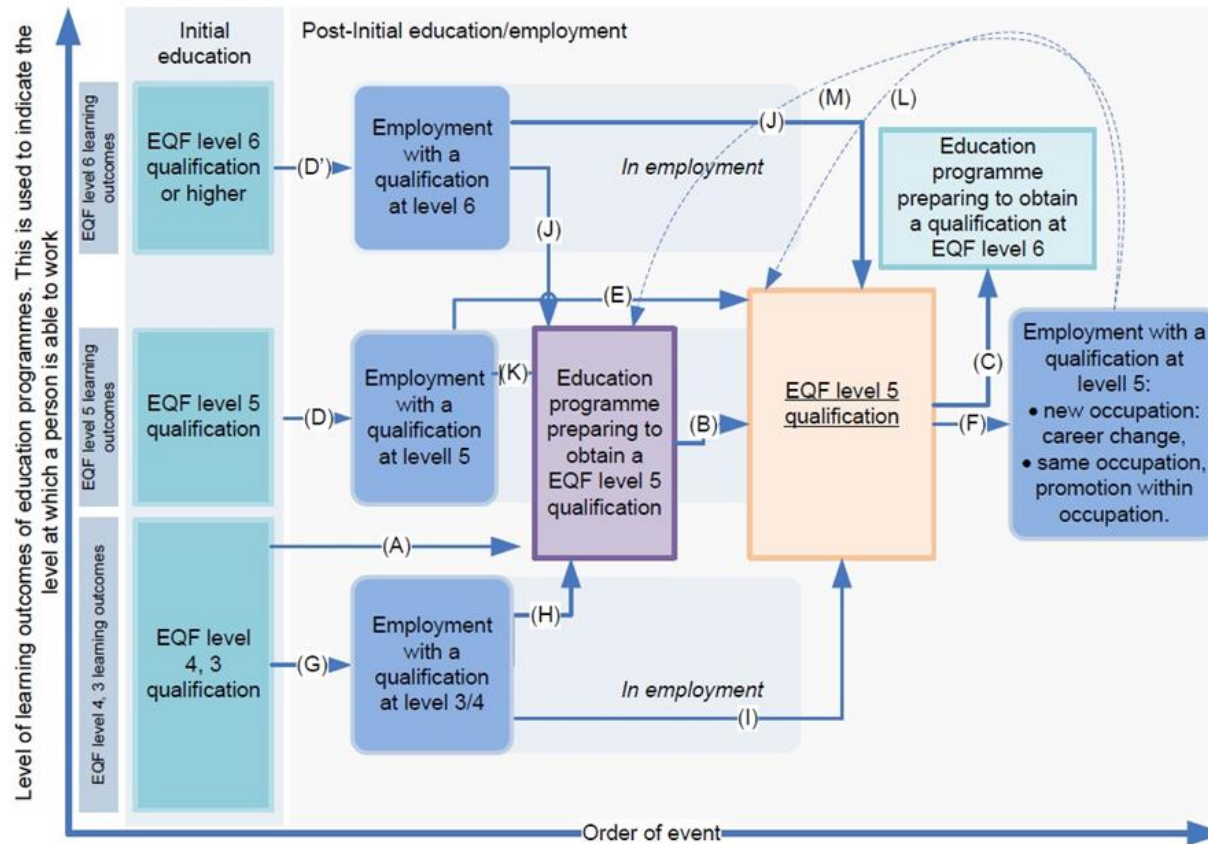 Level of learning outcomes of education programmes. This is used to indicate the
level at which a person is able to work
Initial
education
Post-Initial education/employment
EQF level 6 learning
outcomes
EQF level 6
qualification
or higher
(D’)
Employment
with a
qualification
at level 6
In employment
(J)
(J)
(M)
(L)
Education
programme
preparing to obtain
a qualification at
EQF level 6
EQF level 5 learning
outcomes
EQF level 5
qualification
(D)
Employment
with a
qualification
at levell 5
(E)
(K)
Education
programme
preparing to
obtain a
EQF level 5
qualification
(B)
EQF level 5
qualification
(C)
(F)
Employment with a
qualification at
levell 5:
• new occupation:
career change,
• same occupation,
promotion within
occupation.
EQF level 4, 3 learning outcomes
EQF level
4, 3
qualification
(A)
(G)
Employment
with a
qualification
at level 3/4
(H)
In employment
(I)
Order of event